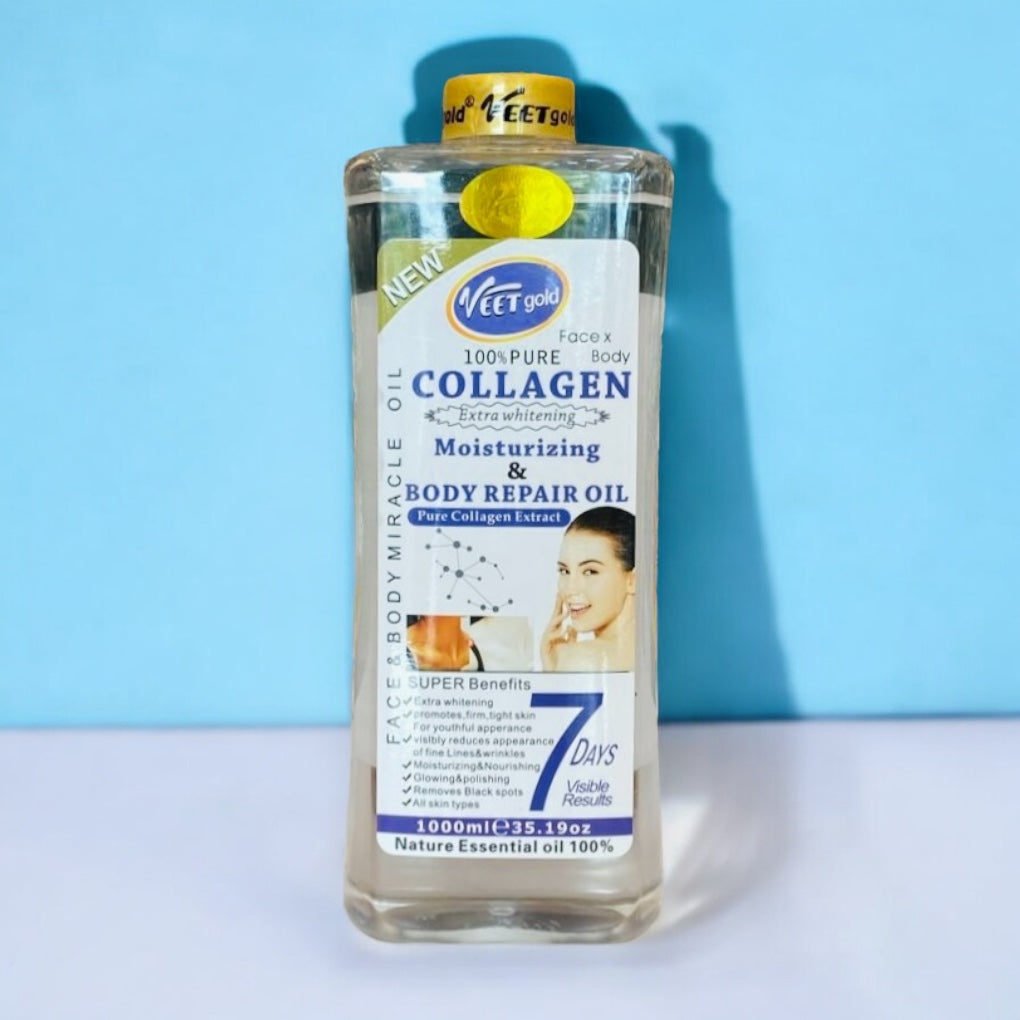 old® VEETgold
NEW
VEET gold
Face x
Body
100%PURE
COLLAGEN
Extra whitening
Moisturizing
&
BODY REPAIR OIL
Pure Collagen Extract
FACE & BODY MIRACLE OIL
SUPER Benefits
Extra whitening
promotes,firm,tight skin
For youthful apperance
visibly reduces appearance
of fine Lines&wrinkles
Moisturizing&Nourishing
Glowing&polishing
Removes Black spots
All skin types
7
DAYS
Visible
Results
1000ml℮35.19oz
Nature Essential oil 100%